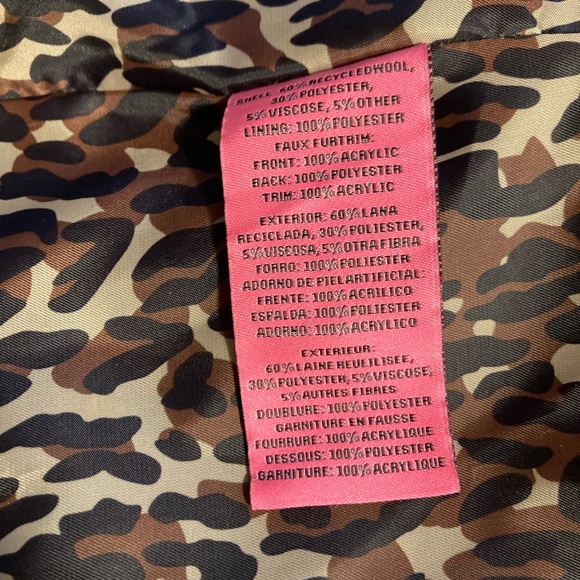 SHELL: 60% RECYCLED WOOL,
30% POLYESTER,
5% VISCOSE, 5% OTHER
LINING: 100% POLYESTER
FAUX FURTRIM:
FRONT: 100% ACRYLIC
BACK: 100% POLYESTER
TRIM: 100% ACRYLIC
EXTERIOR: 60% LANA
RECICLADA, 30% POLIESTER,
5% VISCOSA, 5% OTRA FIBRA
FORRO: 100% POLIESTER
ADORNO DE PIEL ARTIFICIAL:
FRENTE: 100% ACRILICO
ESPALDA: 100% POLIESTER
ADORNO: 100% ACRYLICO
EXTERIEUR:
60% LAINE REUEILISEE,
30% POLYESTER, 5% VISCOSE,
5% AUTRES FIBRES
DOUBLURE: 100% POLYESTER
GARNITURE EN FAUSSE
FOURRURE: 100% ACRYLIQUE
DESSOUS: 100% POLYESTER
GARNITURE: 100% ACRYLIQUE